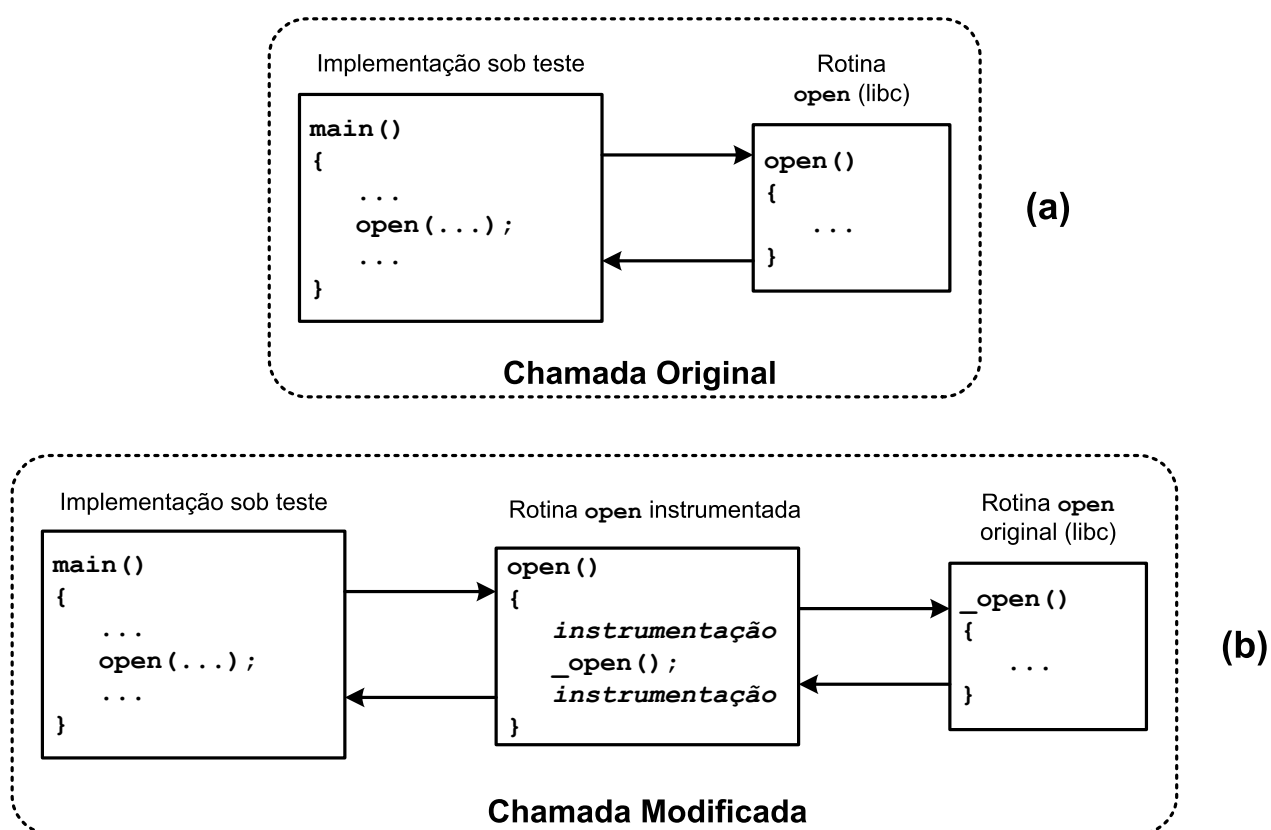 Implementação sob teste
main()
{
...
open(...);
...
}
Rotina
open (libc)
open()
{
...
}
(a)
Chamada Original
Implementação sob teste
main()
{
...
open(...);
...
}
Rotina open instrumentada
open()
{
instrumentação
_open();
instrumentação
}
Rotina open
original (libc)
_open()
{
...
}
(b)
Chamada Modificada